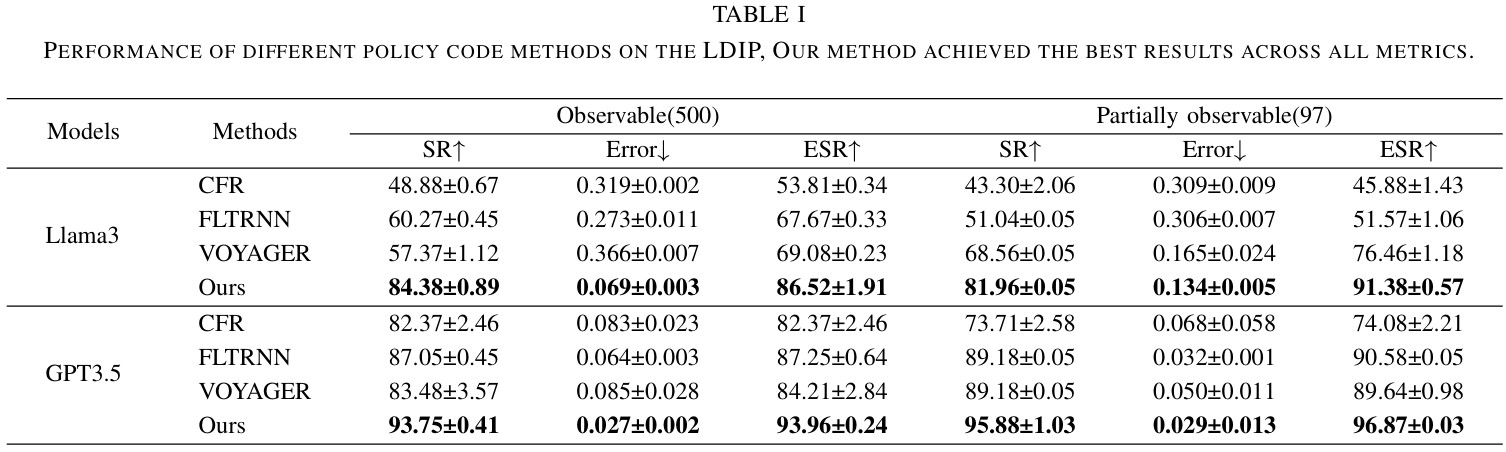 TABLE I
PERFORMANCE OF DIFFERENT POLICY CODE METHODS ON THE LDIP, OUR METHOD ACHIEVED THE BEST RESULTS ACROSS ALL METRICS.
Models Methods Observable(500) Partially observable(97)
SR↑ Error↓ ESR↑ SR↑ Error↓ ESR↑
Llama3
CFR 48.88±0.67 0.319±0.002 53.81±0.34 43.30±2.06 0.309±0.009 45.88±1.43
FLTRNN 60.27±0.45 0.273±0.011 67.67±0.33 51.04±0.05 0.306±0.007 51.57±1.06
VOYAGER 57.37±1.12 0.366±0.007 69.08±0.23 68.56±0.05 0.165±0.024 76.46±1.18
Ours 84.38±0.89 0.069±0.003 86.52±1.91 81.96±0.05 0.134±0.005 91.38±0.57
GPT3.5
CFR 82.37±2.46 0.083±0.023 82.37±2.46 73.71±2.58 0.068±0.058 74.08±2.21
FLTRNN 87.05±0.45 0.064±0.003 87.25±0.64 89.18±0.05 0.032±0.001 90.58±0.05
VOYAGER 83.48±3.57 0.085±0.028 84.21±2.84 89.18±0.05 0.050±0.011 89.64±0.98
Ours 93.75±0.41 0.027±0.002 93.96±0.24 95.88±1.03 0.029±0.013 96.87±0.03